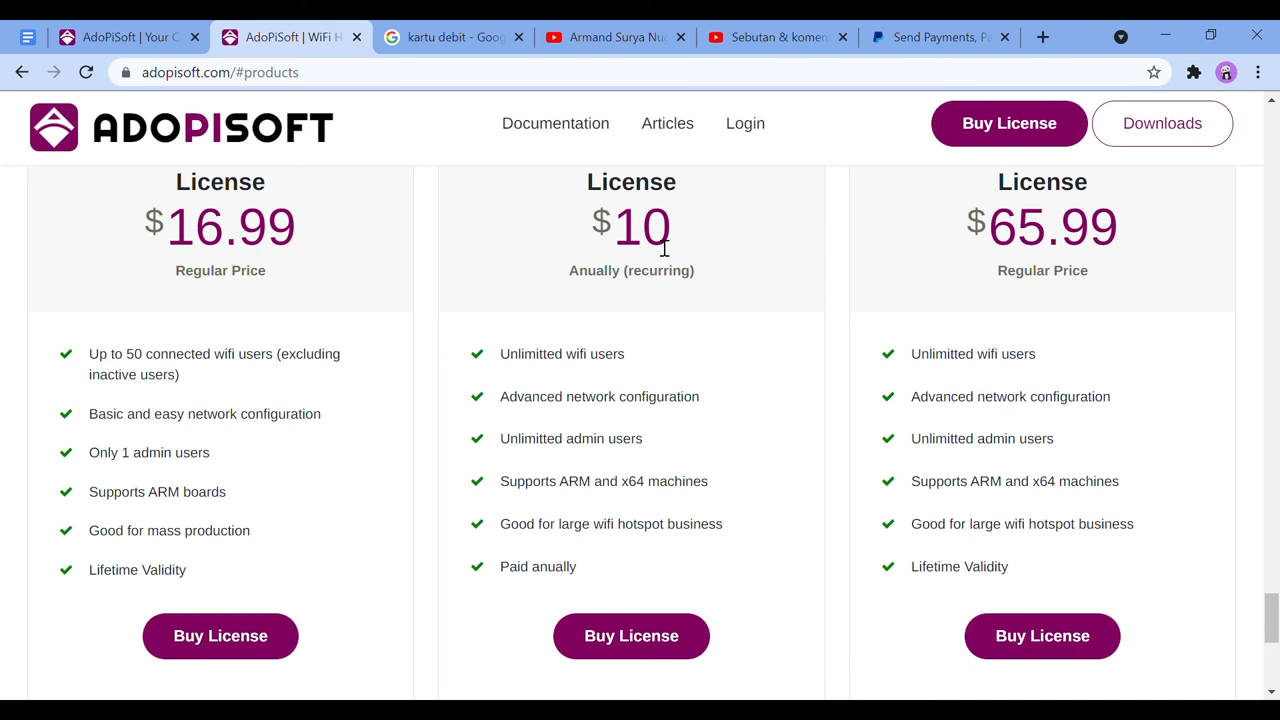 AdoPiSoft | Your C
AdoPiSoft | WiFi H
kartu debit - Goog
Armand Surya Nug
Sebutan & komen
Send Payments, Pa
adopisoft.com/#products
ADOPISOFT
Documentation
Articles
Login
Buy License
Downloads
License
$16.99
Regular Price
Up to 50 connected wifi users (excluding
inactive users)
Basic and easy network configuration
Only 1 admin users
Supports ARM boards
Good for mass production
Lifetime Validity
Buy License
License
$10
Anually (recurring)
Unlimitted wifi users
Advanced network configuration
Unlimitted admin users
Supports ARM and x64 machines
Good for large wifi hotspot business
Paid anually
Buy License
License
$65.99
Regular Price
Unlimitted wifi users
Advanced network configuration
Unlimitted admin users
Supports ARM and x64 machines
Good for large wifi hotspot business
Lifetime Validity
Buy License